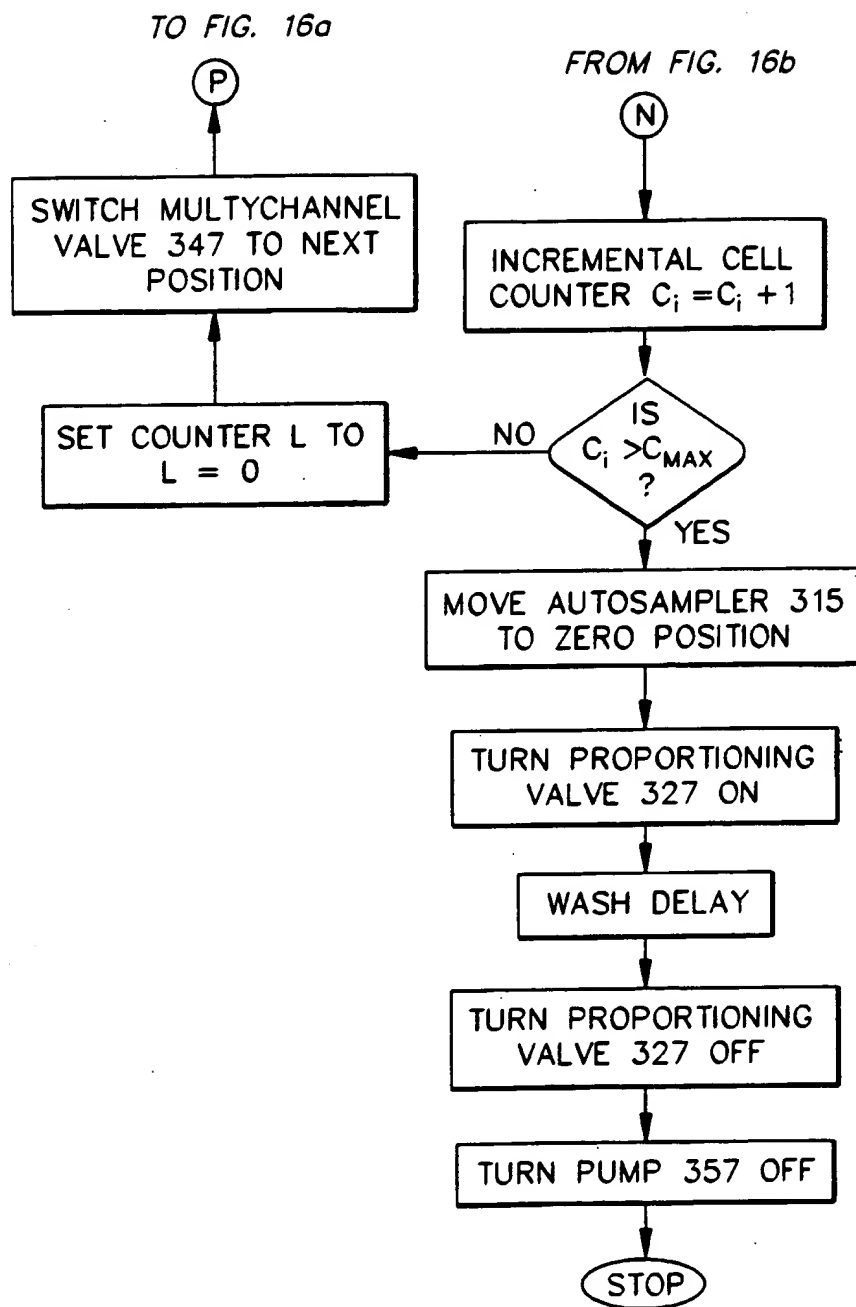 TO FIG. 16a
P
SWITCH MULTYCHANNEL
VALVE 347 TO NEXT
POSITION
SET COUNTER L TO
L = 0
FROM FIG. 16b
N
INCREMENTAL CELL
COUNTER Ci =Ci +1
IS
Ci >CMAX
?
NO
YES
MOVE AUTOSAMPLER 315
TO ZERO POSITION
TURN PROPORTIONING
VALVE 327 ON
WASH DELAY
TURN PROPORTIONING
VALVE 327 OFF
TURN PUMP 357 OFF
STOP